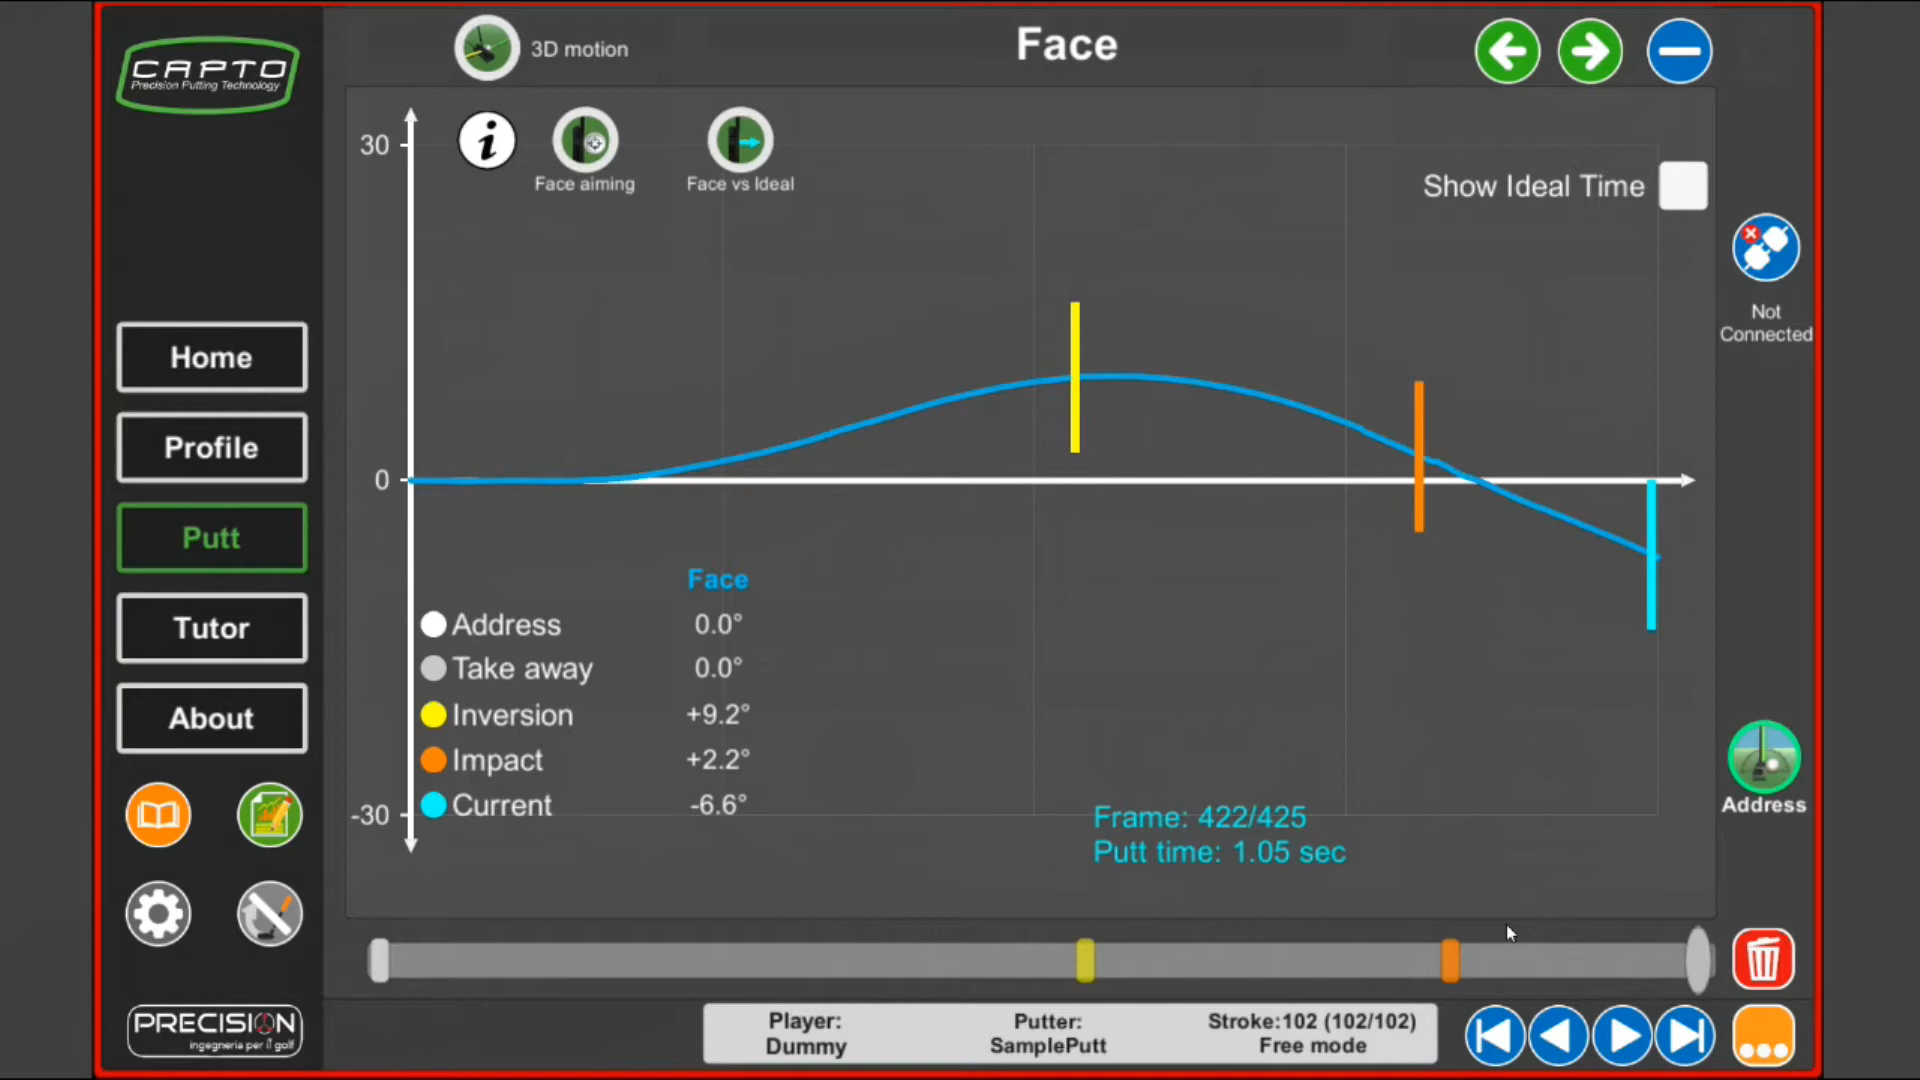 CAPTO
Precision Putting Technology
3D motion
Face
30
i
Face aiming
Face vs Ideal
Show Ideal Time
Not
Connected
Home
Profile
0
Putt
Face
Address 0.0°
Tutor
Take away 0.0°
Inversion +9.2°
About
Impact +2.2°
Current -6.6°
-30
Frame: 422/425
Putt time: 1.05 sec
Address
PRECISION
ingegneria per il golf
Player:
Dummy
Putter:
SamplePutt
Stroke:102 (102/102)
Free mode